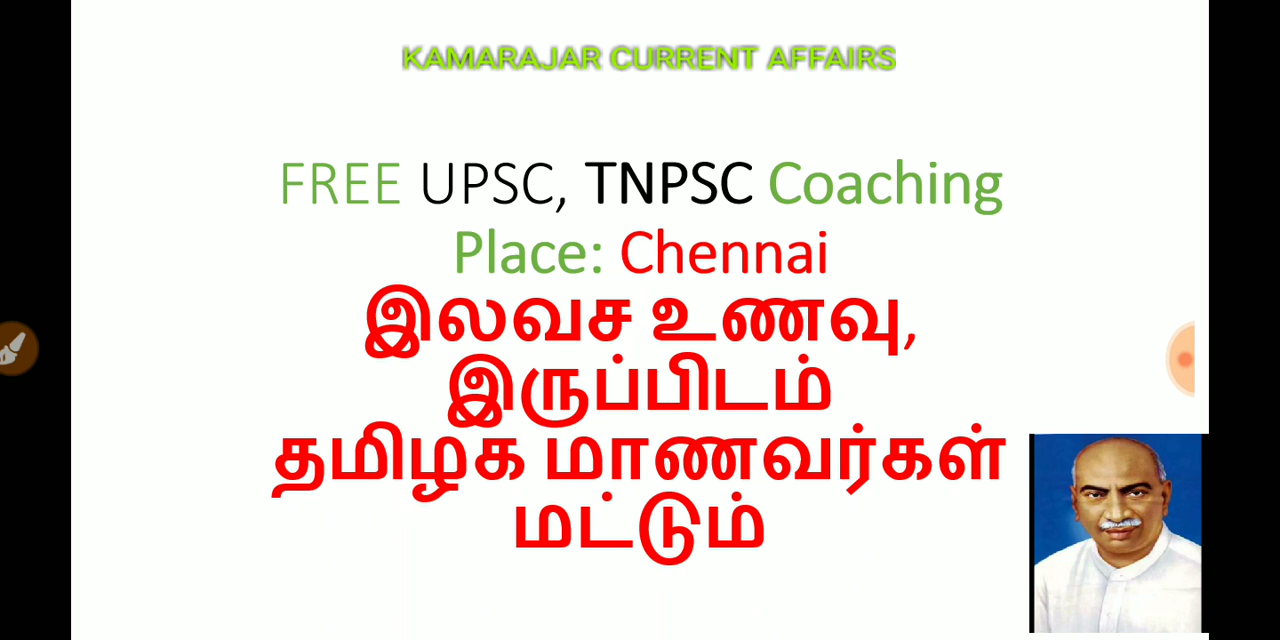 KAMARAJAR CURRENT AFFAIRS
FREE UPSC, TNPSC Coaching
Place: Chennai
இலவச உணவு,
இருப்பிடம்
தமிழக மாணவர்கள்
மட்டும்